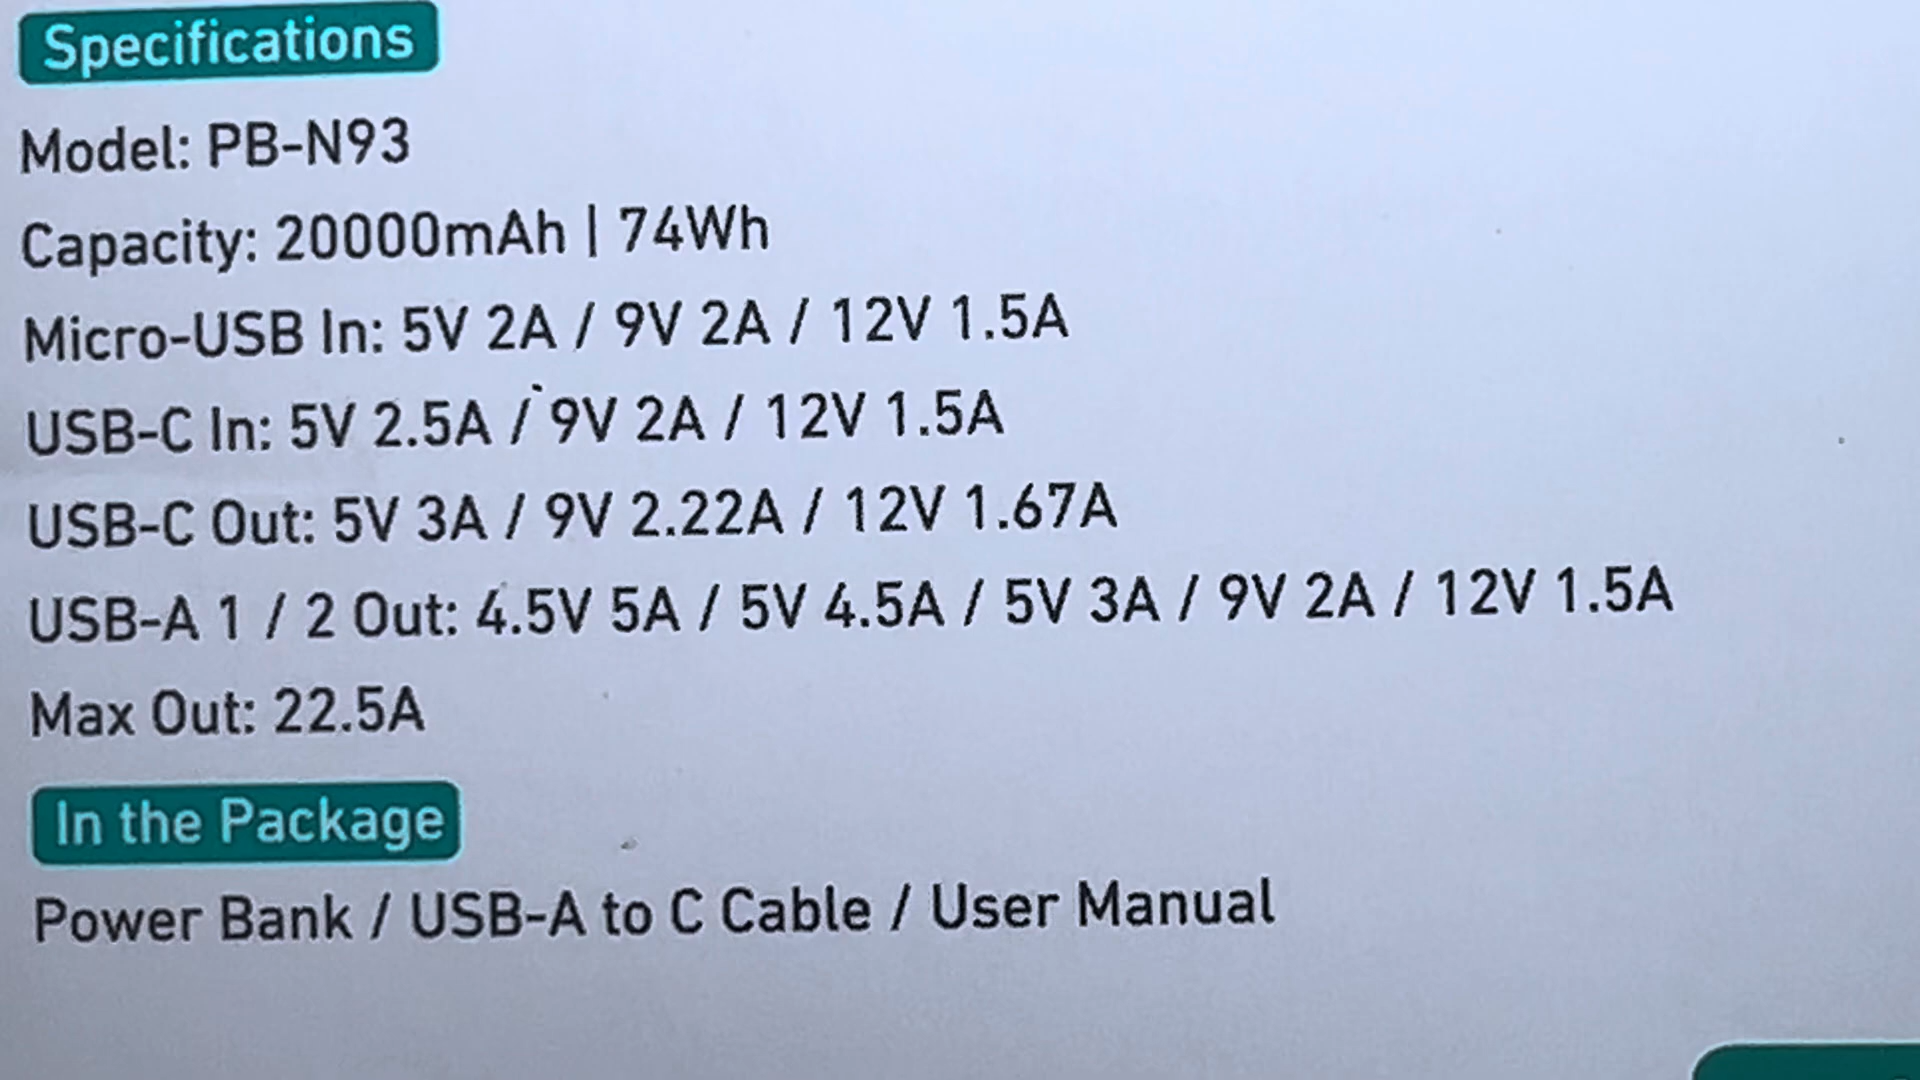 Specifications
Model: PB-N93
Capacity: 20000mAh | 74Wh
Micro-USB In: 5V 2A / 9V 2A / 12V 1.5A
USB-C In: 5V 2.5A / 9V 2A / 12V 1.5A
USB-C Out: 5V 3A / 9V 2.22A / 12V 1.67A
USB-A 1 / 2 Out: 4.5V 5A / 5V 4.5A / 5V 3A / 9V 2A / 12V 1.5A
Max Out: 22.5A
In the Package
Power Bank / USB-A to C Cable / User Manual